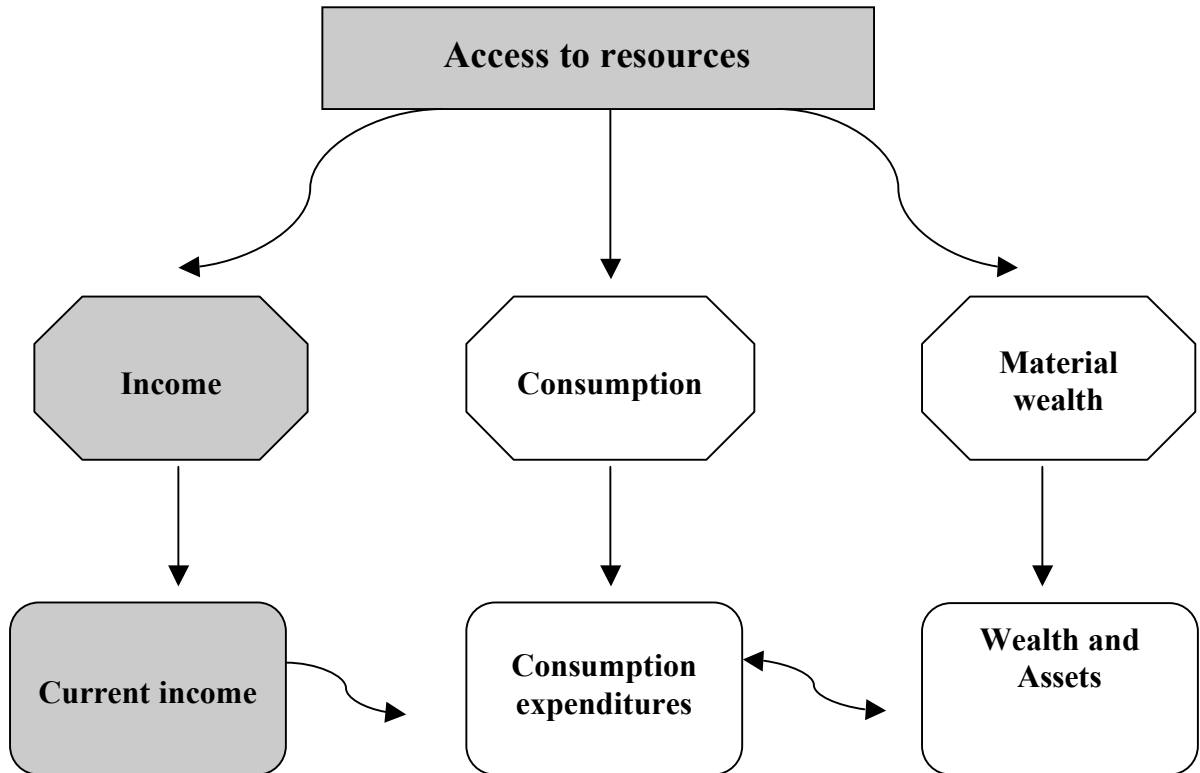 Access to resources
Income
Consumption
Material
wealth
Current income
Consumption
expenditures
Wealth and
Assets